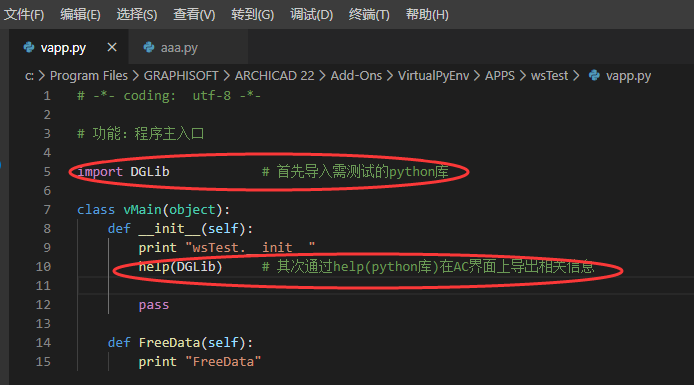 文件(F) 编辑(E) 选择(S) 查看(V) 转到(G) 调试(D) 终端(T) 帮助(H)
vapp.py aaa.py
c: > Program Files > GRAPHISOFT > ARCHICAD 22 > Add-Ons > VirtualPyEnv > APPS > wsTest > vapp.py
1 # -*- coding: utf-8 -*-
2
3 # 功能：程序主入口
4
5 import DGLib # 首先导入需测试的python库
6
7 class vMain(object):
8 def __init__(self):
9 print "wsTest.__init__"
10 help(DGLib) # 其次通过help(python库)在AC界面上导出相关信息
11
12 pass
13
14 def FreeData(self):
15 print "FreeData"